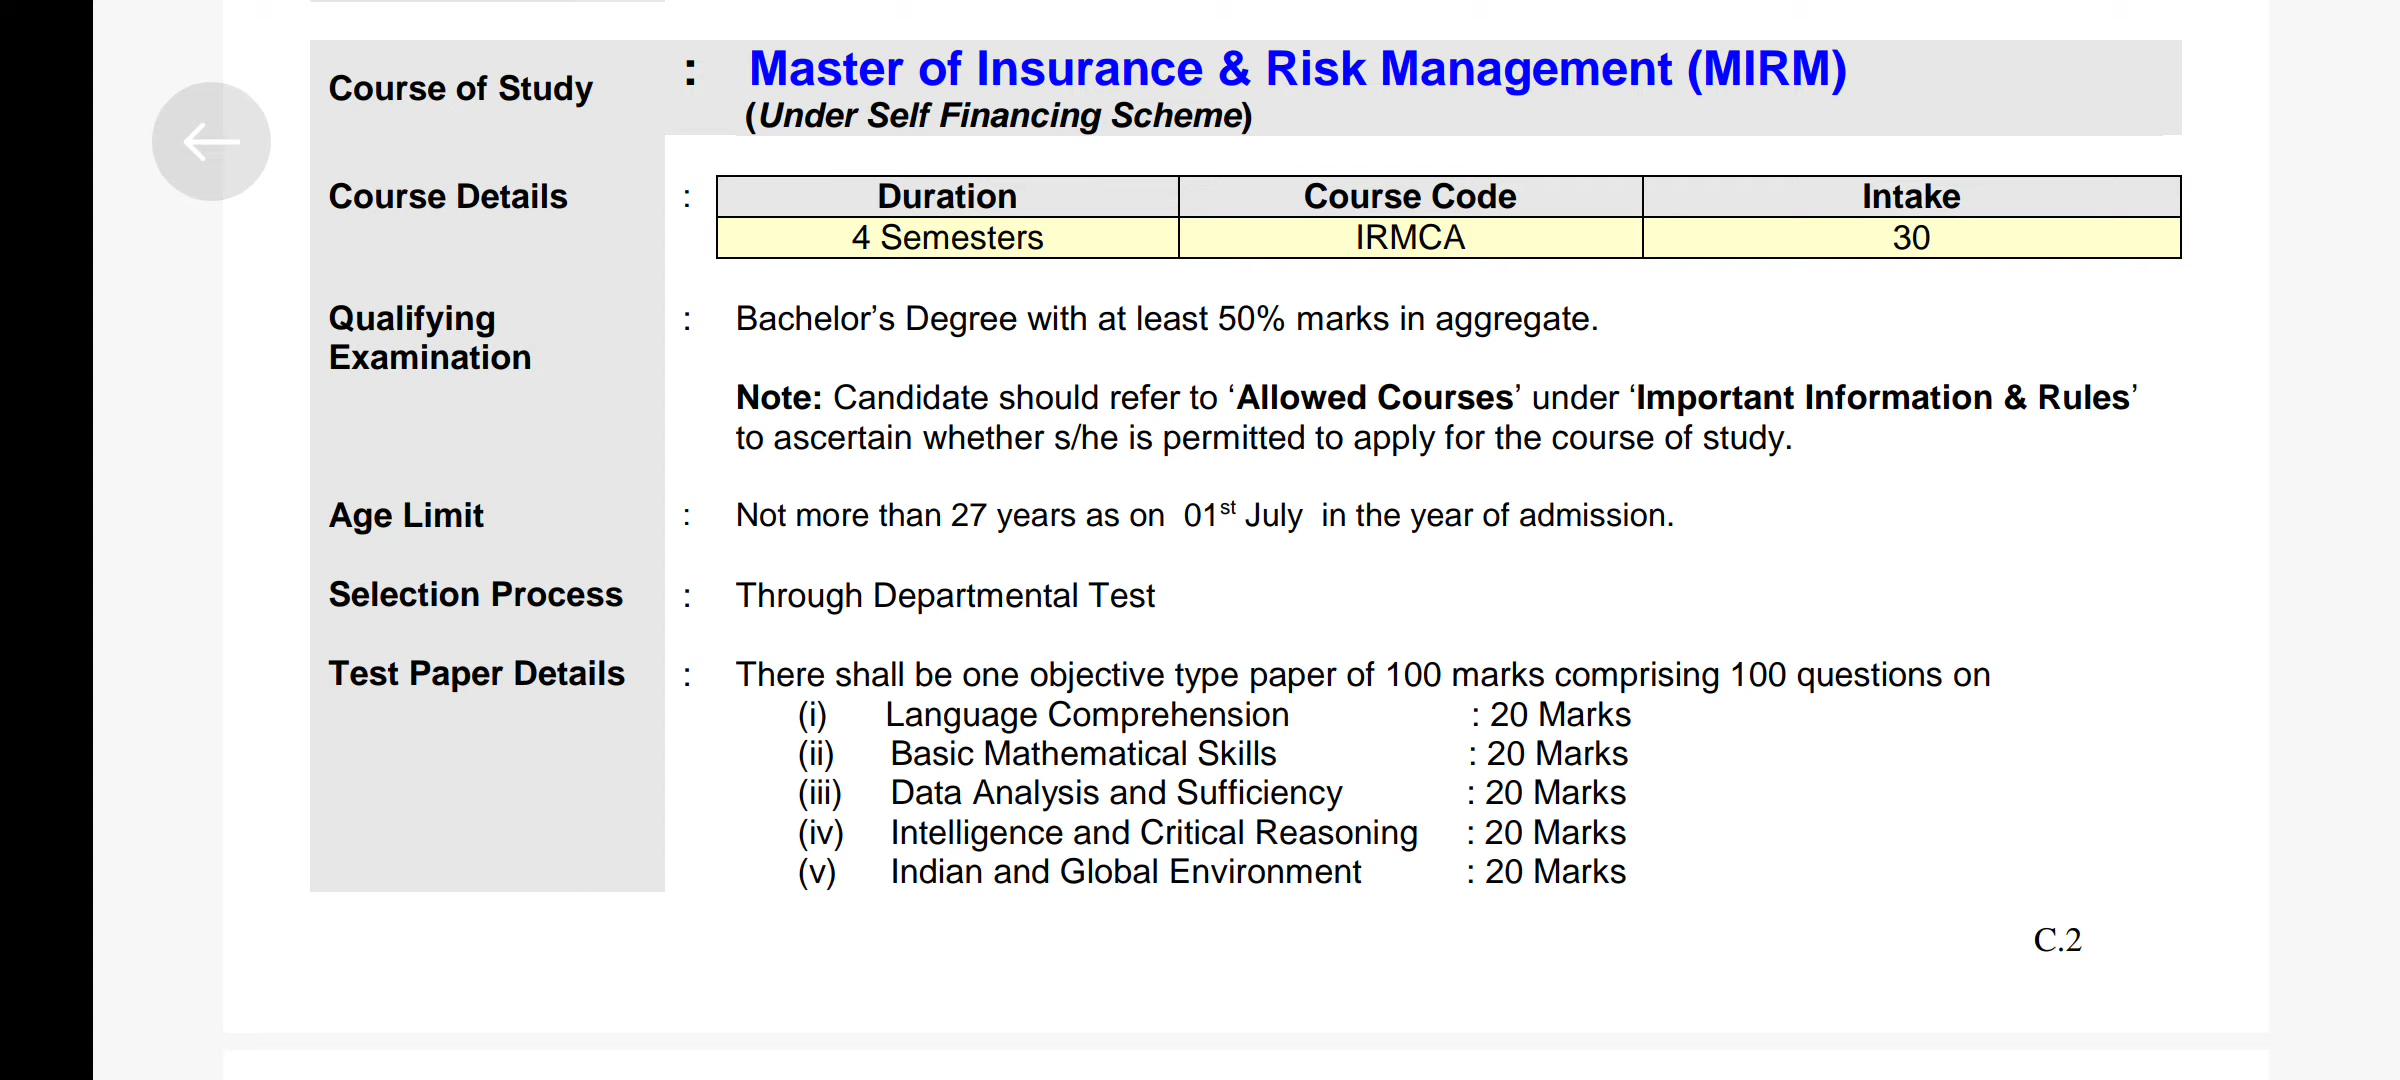 Course of Study : Master of Insurance & Risk Management (MIRM)
(Under Self Financing Scheme)
Course Details : Duration Course Code Intake
4 Semesters IRMCA 30
Qualifying : Bachelor’s Degree with at least 50% marks in aggregate.
Examination
Note: Candidate should refer to ‘Allowed Courses’ under ‘Important Information & Rules’
to ascertain whether s/he is permitted to apply for the course of study.
Age Limit : Not more than 27 years as on 01st July in the year of admission.
Selection Process : Through Departmental Test
Test Paper Details : There shall be one objective type paper of 100 marks comprising 100 questions on
(i) Language Comprehension : 20 Marks
(ii) Basic Mathematical Skills : 20 Marks
(iii) Data Analysis and Sufficiency : 20 Marks
(iv) Intelligence and Critical Reasoning : 20 Marks
(v) Indian and Global Environment : 20 Marks
C.2